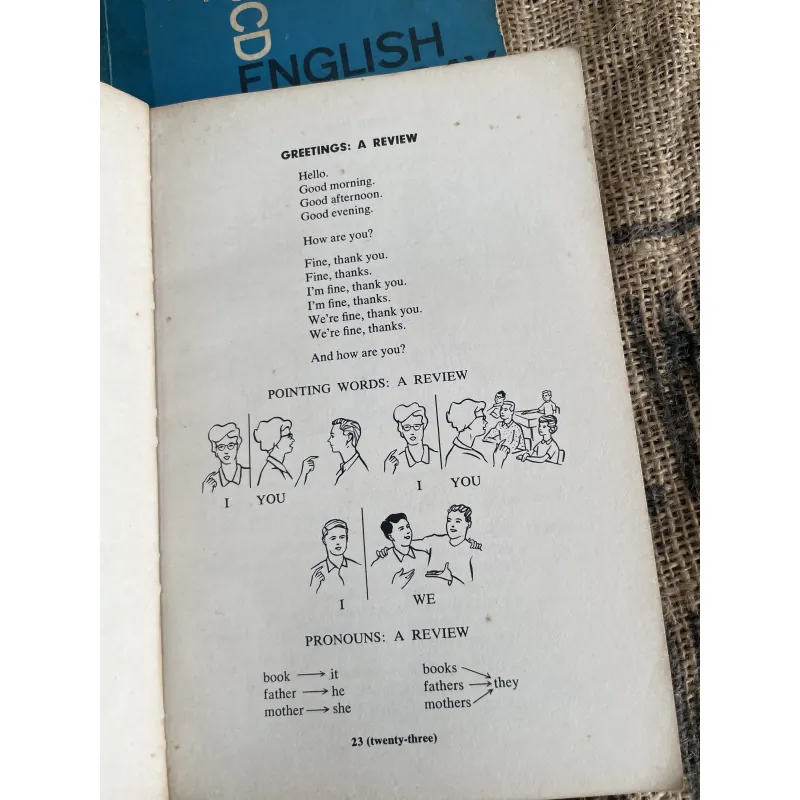 CD
ENGLISH
GREETINGS: A REVIEW
Hello.
Good morning.
Good afternoon.
Good evening.
How are you?
Fine, thank you.
Fine, thanks.
I'm fine, thank you.
I'm fine, thanks.
We're fine, thank you.
We're fine, thanks.
And how are you?
POINTING WORDS: A REVIEW
I YOU
I YOU
I WE
PRONOUNS: A REVIEW
book → it
father → he
mother → she
books
fathers → they
mothers
23 (twenty-three)